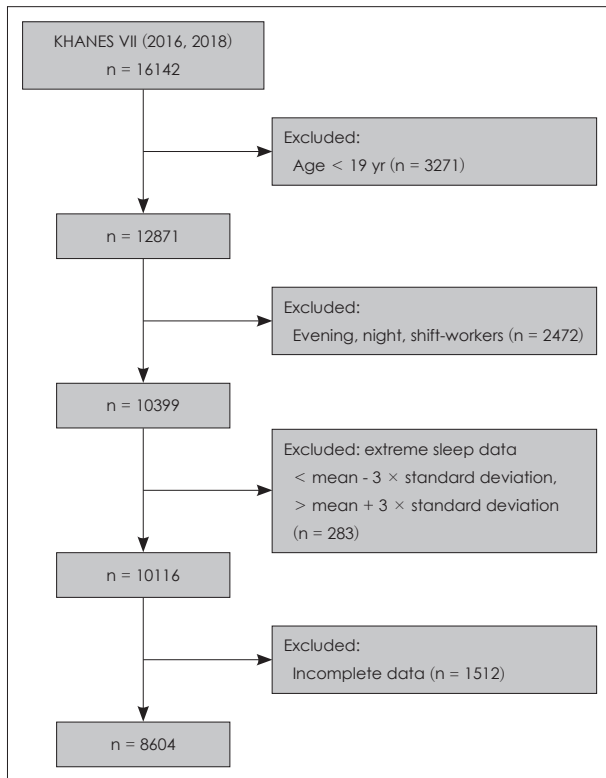 KHANES VII (2016, 2018)
n = 16142
Excluded:
Age < 19 yr (n = 3271)
n = 12871
Excluded:
Evening, night, shift-workers (n = 2472)
n = 10399
Excluded: extreme sleep data
< mean - 3 × standard deviation,
> mean + 3 × standard deviation
(n = 283)
n = 10116
Excluded:
Incomplete data (n = 1512)
n = 8604